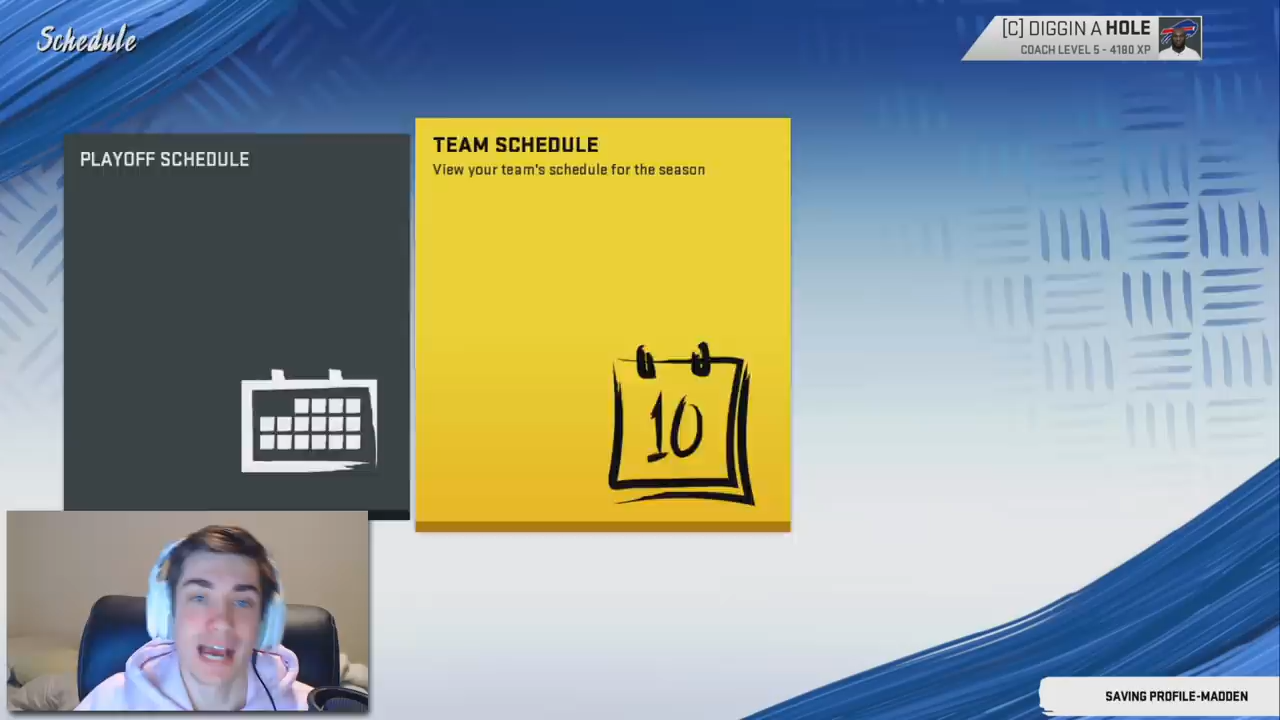 Schedule
[C] DIGGIN A HOLE
COACH LEVEL 5 - 4180 XP
PLAYOFF SCHEDULE
TEAM SCHEDULE
View your team's schedule for the season
10
SAVING PROFILE-MADDEN